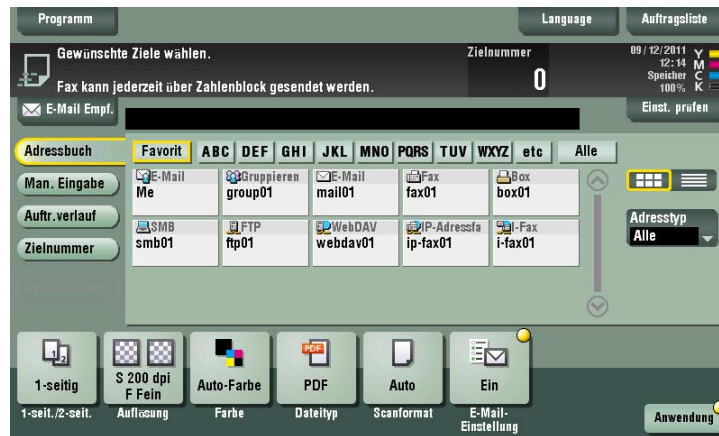 Programm
Language
Auftragsliste
Gewünschte Ziele wählen.
Zielnummer
0
09/12/2011
12:14
Speicher
100%
Y
M
C
K
Fax kann jederzeit über Zahlenblock gesendet werden.
E-Mail Empf.
Einst. prüfen
Adressbuch
Favorit ABC DEF GHI JKL MNO PQRS TUV WXYZ etc Alle
Man. Eingabe
Auftr.verlauf
Zielnummer
E-Mail
Me
Gruppieren
group01
E-Mail
mail01
Fax
fax01
Box
box01
SMB
smb01
FTP
ftp01
WebDAV
webdav01
IP-Adressfa
ip-fax01
I-Fax
i-fax01
Adresstyp
Alle
1 2
1-seitig
1-seit./2-seit.
S 200 dpi
F Fein
Auflösung
Auto-Farbe
Farbe
PDF
PDF
Dateityp
Auto
Scanformat
Ein
E-Mail-
Einstellung
Anwendung